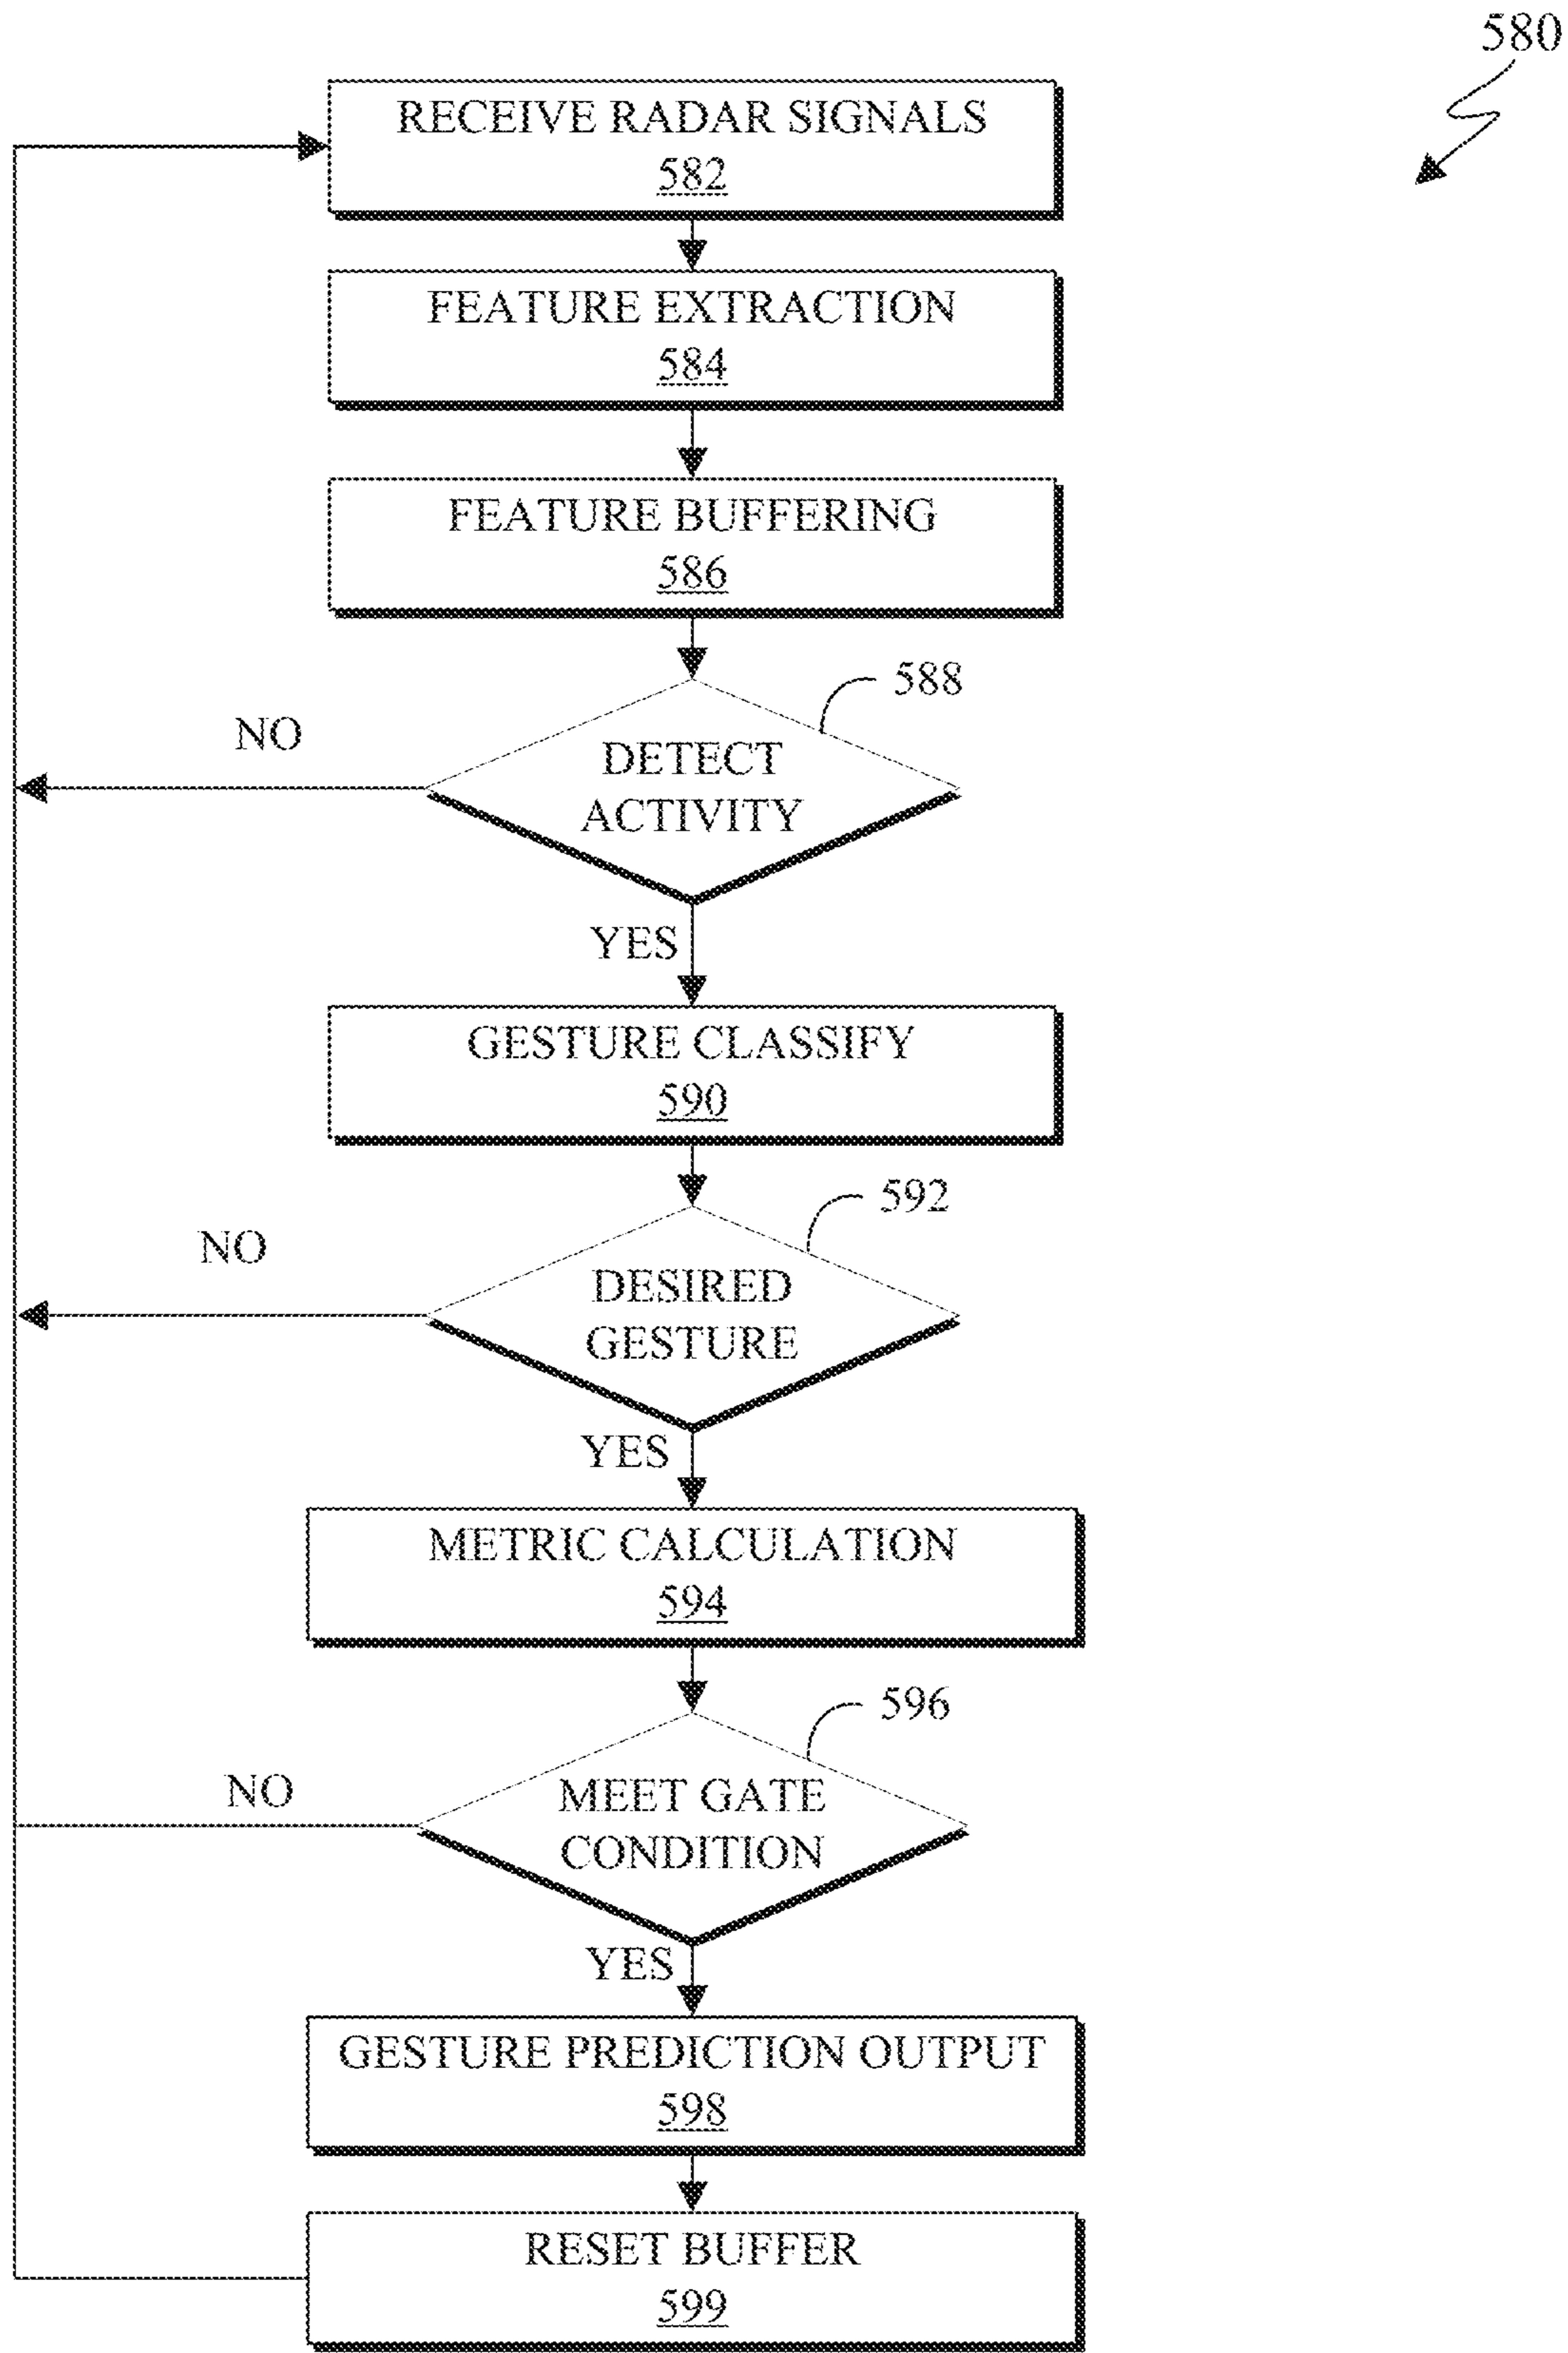 580
RECEIVE RADAR SIGNALS
582
FEATURE EXTRACTION
584
FEATURE BUFFERING
586
588
NO
DETECT
ACTIVITY
YES
GESTURE CLASSIFY
590
592
NO
DESIRED
GESTURE
YES
METRIC CALCULATION
594
596
NO
MEET GATE
CONDITION
YES
GESTURE PREDICTION OUTPUT
598
RESET BUFFER
599